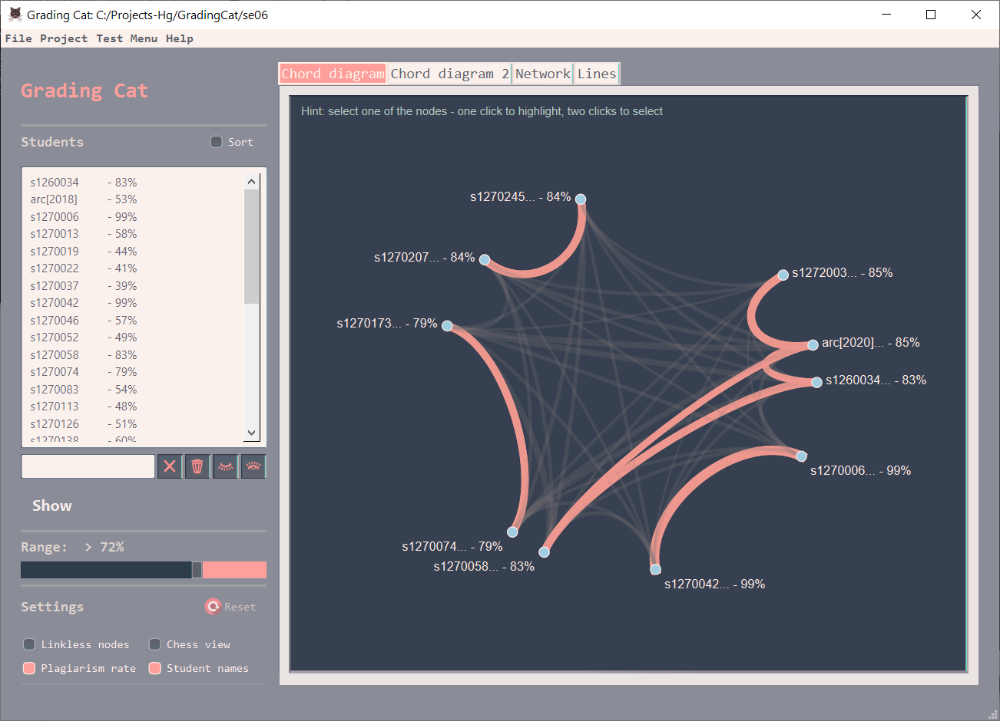 Grading Cat: C:/Projects-Hg/GradingCat/se06
File Project Test Menu Help
Grading Cat
Students
Sort
s1260034 - 83%
arc[2018] - 53%
s1270006 - 99%
s1270013 - 58%
s1270019 - 44%
s1270022 - 41%
s1270037 - 39%
s1270042 - 99%
s1270046 - 57%
s1270052 - 49%
s1270058 - 83%
s1270074 - 79%
s1270083 - 54%
s1270113 - 48%
s1270126 - 51%
s1270138 - 60%
Show
Range: > 72%
Settings
Reset
Linkless nodes
Chess view
Plagiarism rate
Student names
Chord diagram
Chord diagram 2
Network
Lines
Hint: select one of the nodes - one click to highlight, two clicks to select
s1270245... - 84%
s1270207... - 84%
s1272003... - 85%
s1270173... - 79%
arc[2020]... - 85%
s1260034... - 83%
s1270006... - 99%
s1270074... - 79%
s1270058... - 83%
s1270042... - 99%